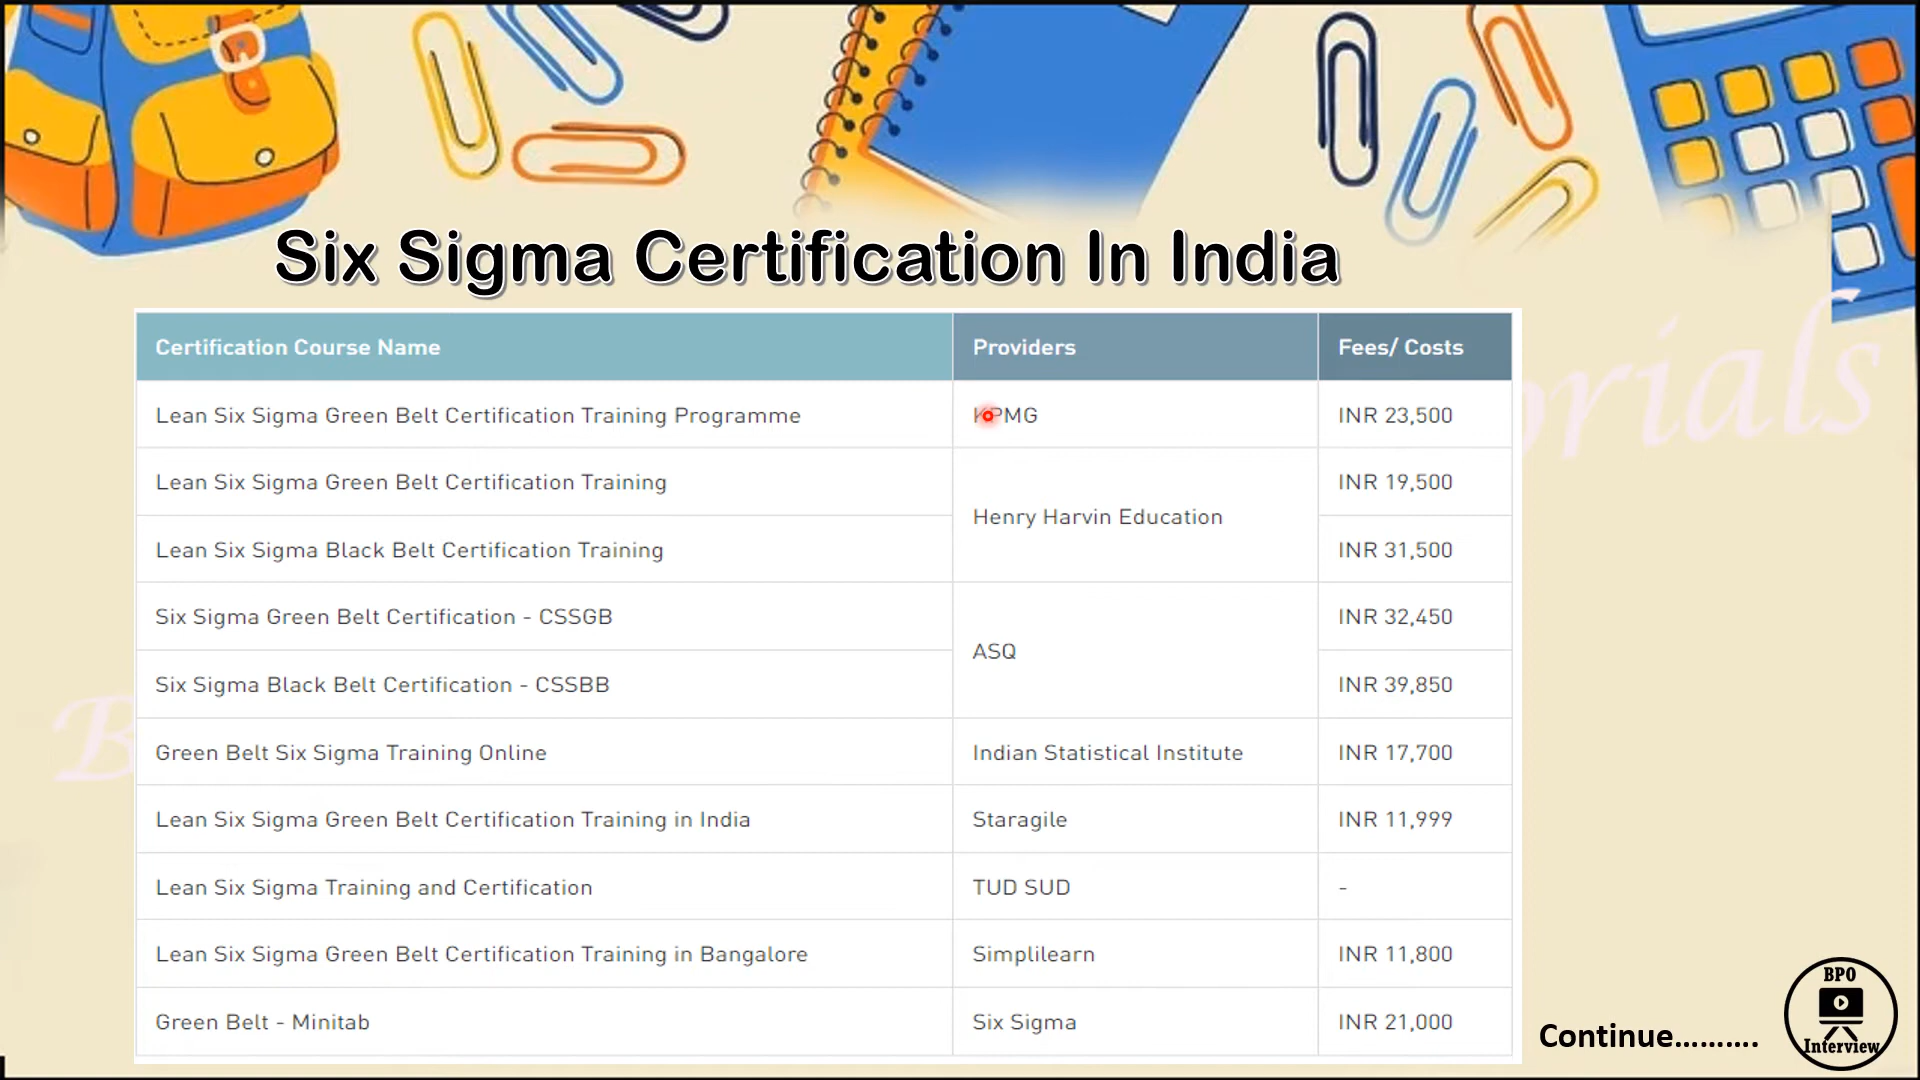 Six Sigma Certification In India
Certification Course Name Providers Fees/ Costs
Lean Six Sigma Green Belt Certification Training Programme KPMG INR 23,500
Lean Six Sigma Green Belt Certification Training INR 19,500
Henry Harvin Education
Lean Six Sigma Black Belt Certification Training INR 31,500
Six Sigma Green Belt Certification - CSSGB INR 32,450
ASQ
Six Sigma Black Belt Certification - CSSBB INR 39,850
Green Belt Six Sigma Training Online Indian Statistical Institute INR 17,700
Lean Six Sigma Green Belt Certification Training in India Staragile INR 11,999
Lean Six Sigma Training and Certification TUD SUD -
Lean Six Sigma Green Belt Certification Training in Bangalore Simplilearn INR 11,800
Green Belt - Minitab Six Sigma INR 21,000
Continue..........
BPO
Interview